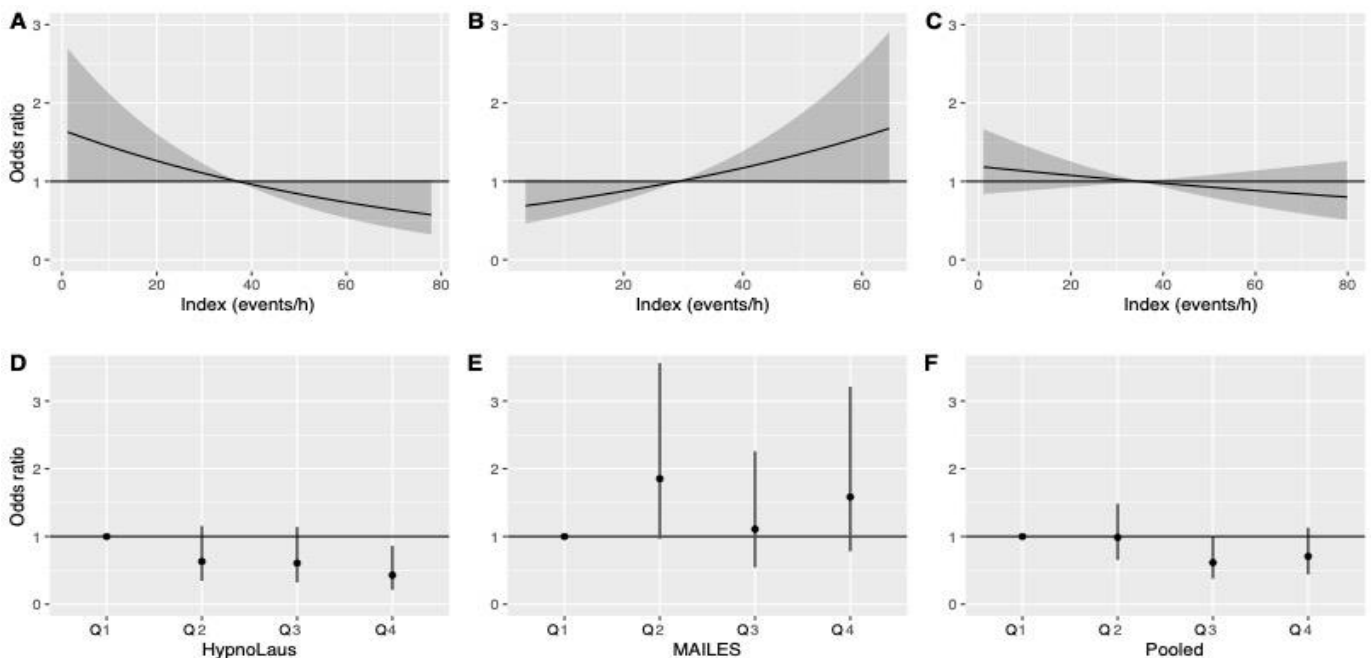 A
B
C
Odds ratio
3
2
1
0
3
2
1
0
3
2
1
0
0 20 40 60 80
20 40 60
0 20 40 60 80
Index (events/h)
Index (events/h)
Index (events/h)
D
E
F
Odds ratio
3
2
1
0
3
2
1
0
3
2
1
0
Q1 Q2 Q3 Q4
Q1 Q2 Q3 Q4
Q1 Q2 Q3 Q4
HypnoLaus
MAILES
Pooled